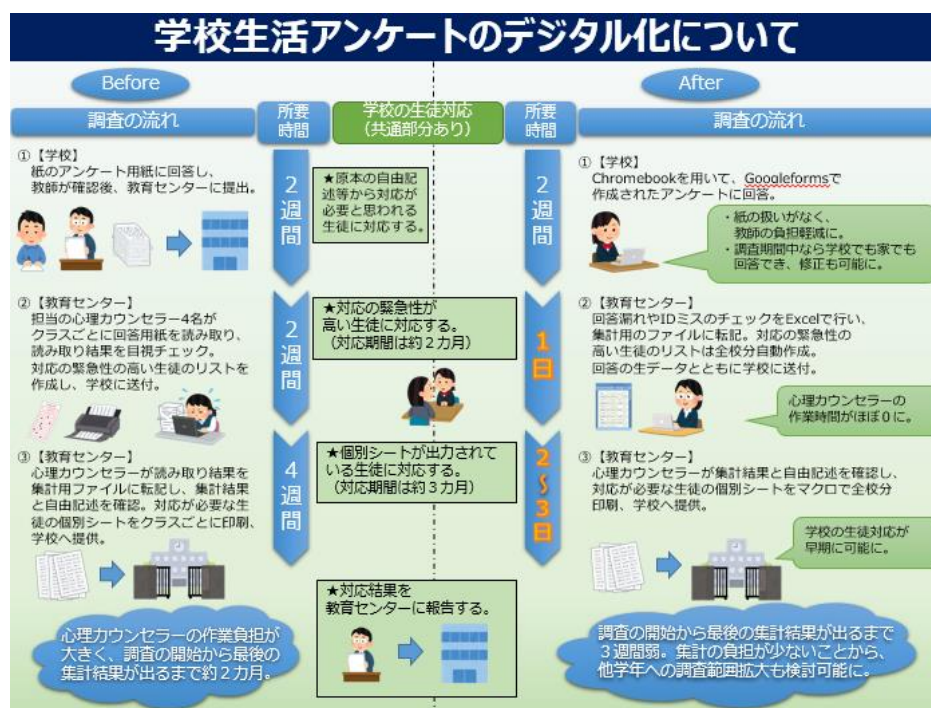 学校生活アンケートのデジタル化について
Before
After
調査の流れ
所要
時間
学校の生徒対応
(共通部分あり)
所要
時間
調査の流れ
①【学校】
紙のアンケート用紙に回答し、
教師が確認後、教育センターに提出。
2週間
★原本の自由記
述等から対応が
必要と思われる
生徒に対応する。
2週間
①【学校】
Chromebookを用いて、Googleformsで
作成されたアンケートに回答。
・紙の扱いがなく、
教師の負担軽減に。
・調査期間中なら学校でも家でも
回答でき、修正も可能に。
②【教育センター】
担当の心理カウンセラー4名が
クラスごとに回答用紙を読み取り、
読み取り結果を目視チェック。
対応の緊急性の高い生徒のリストを
作成し、学校に送付。
2週間
★対応の緊急性が
高い生徒に対応する。
(対応期間は約2カ月)
1日
②【教育センター】
回答漏れやIDミスのチェックをExcelで行い、
集計用のファイルに転記。対応の緊急性の
高い生徒のリストは全校分自動作成。
回答の生データとともに学校に送付。
心理カウンセラーの
作業時間がほぼ0に。
③【教育センター】
心理カウンセラーが読み取り結果を
集計用ファイルに転記し、集計結果
と自由記述を確認。対応が必要な生
徒の個別シートをクラスごとに印刷、
学校へ提供。
4週間
★個別シートが出力されて
いる生徒に対応する。
(対応期間は約3カ月)
2~3日
③【教育センター】
心理カウンセラーが集計結果と自由記述を確認し、
対応が必要な生徒の個別シートをマクロで全校分
印刷、学校へ提供。
学校の生徒対応が
早期に可能に。
★対応結果を
教育センターに報告する。
心理カウンセラーの作業負担が
大きく、調査の開始から最後の
集計結果が出るまで約2カ月。
調査の開始から最後の集計結果が出るまで
3週間弱。集計の負担が少ないことから、
他学年への調査範囲拡大も検討可能に。